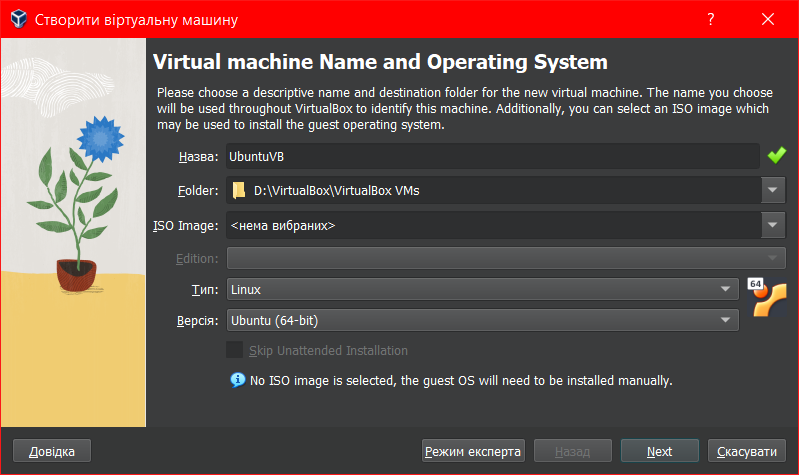 Створити віртуальну машину
?
Virtual machine Name and Operating System
Please choose a descriptive name and destination folder for the new virtual machine. The name you choose
will be used throughout VirtualBox to identify this machine. Additionally, you can select an ISO image which
may be used to install the guest operating system.
Назва: UbuntuVB
Folder: D:\VirtualBox\VirtualBox VMs
ISO Image: <нема вибраних>
Edition:
Тип: Linux
64
Версія: Ubuntu (64-bit)
Skip Unattended Installation
No ISO image is selected, the guest OS will need to be installed manually.
Довідка Режим експерта Назад Next Скасувати